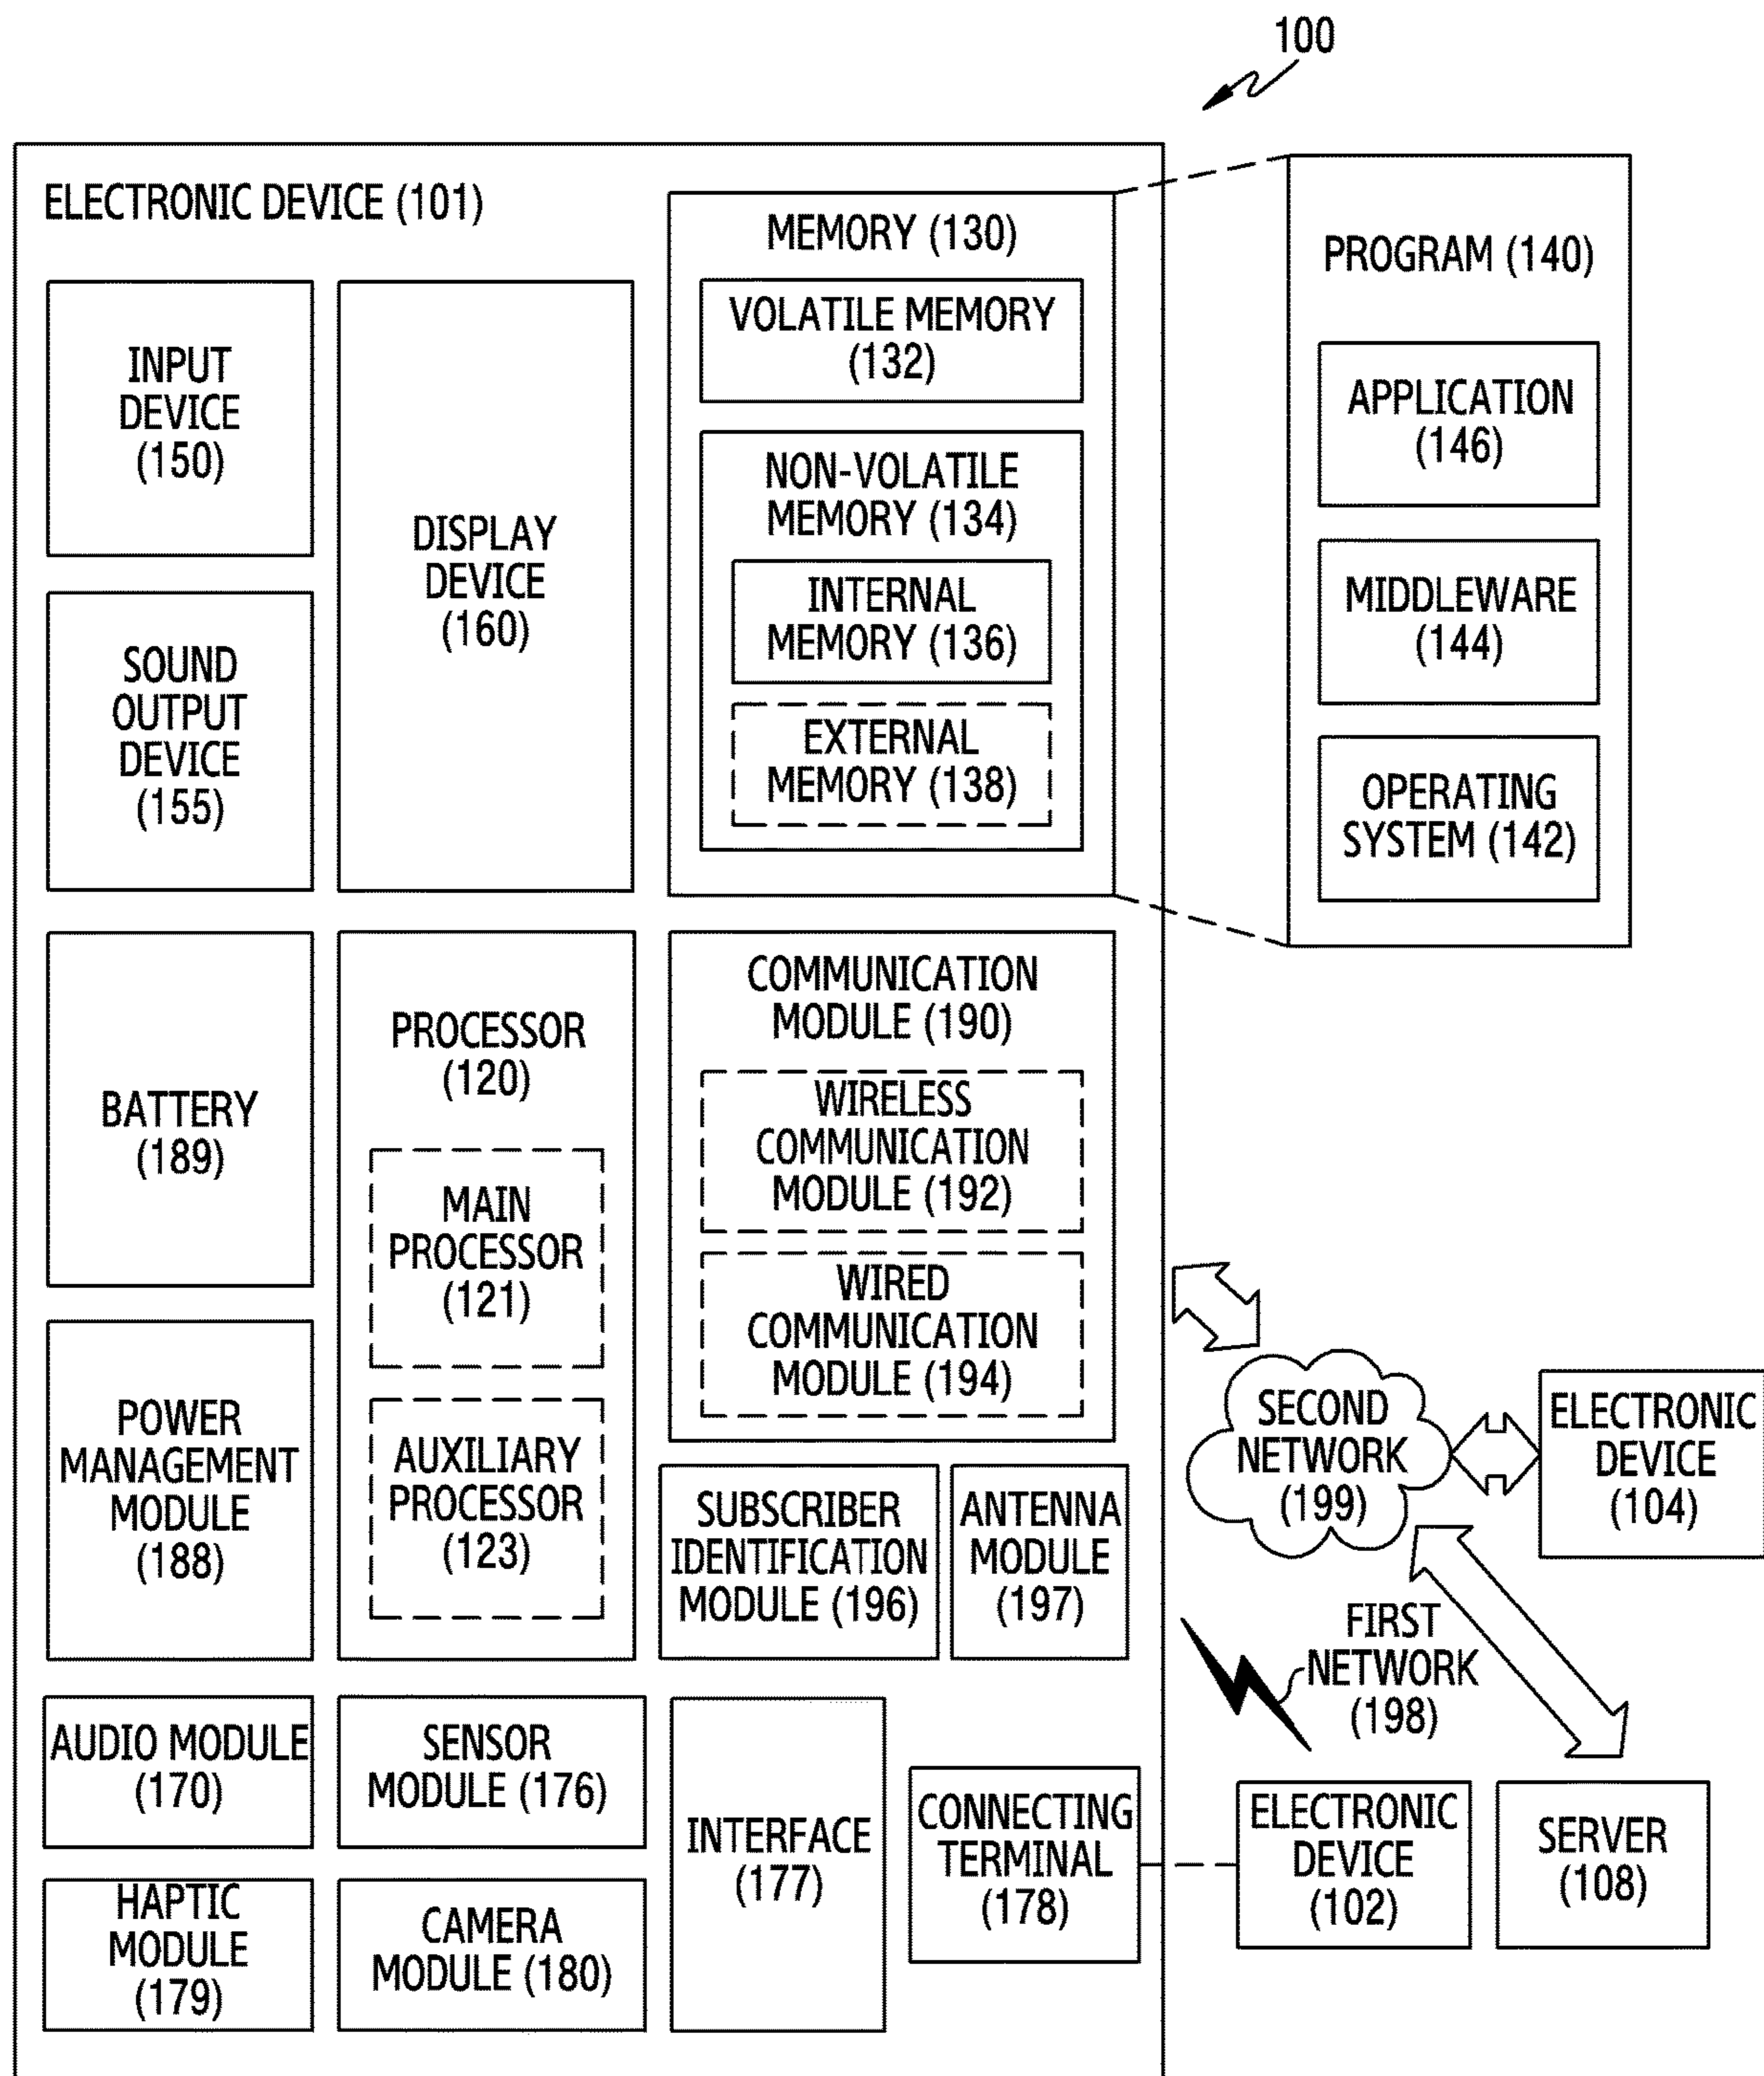 100
ELECTRONIC DEVICE (101)
INPUT
DEVICE
(150)
SOUND
OUTPUT
DEVICE
(155)
DISPLAY
DEVICE
(160)
MEMORY (130)
VOLATILE MEMORY
(132)
NON-VOLATILE
MEMORY (134)
INTERNAL
MEMORY (136)
EXTERNAL
MEMORY (138)
PROGRAM (140)
APPLICATION
(146)
MIDDLEWARE
(144)
OPERATING
SYSTEM (142)
BATTERY
(189)
POWER
MANAGEMENT
MODULE
(188)
PROCESSOR
(120)
MAIN
PROCESSOR
(121)
AUXILIARY
PROCESSOR
(123)
COMMUNICATION
MODULE (190)
WIRELESS
COMMUNICATION
MODULE (192)
WIRED
COMMUNICATION
MODULE (194)
SUBSCRIBER
IDENTIFICATION
MODULE (196)
ANTENNA
MODULE
(197)
SECOND
NETWORK
(199)
ELECTRONIC
DEVICE
(104)
FIRST
NETWORK
(198)
AUDIO MODULE
(170)
SENSOR
MODULE (176)
HAPTIC
MODULE
(179)
CAMERA
MODULE (180)
INTERFACE
(177)
CONNECTING
TERMINAL
(178)
ELECTRONIC
DEVICE
(102)
SERVER
(108)